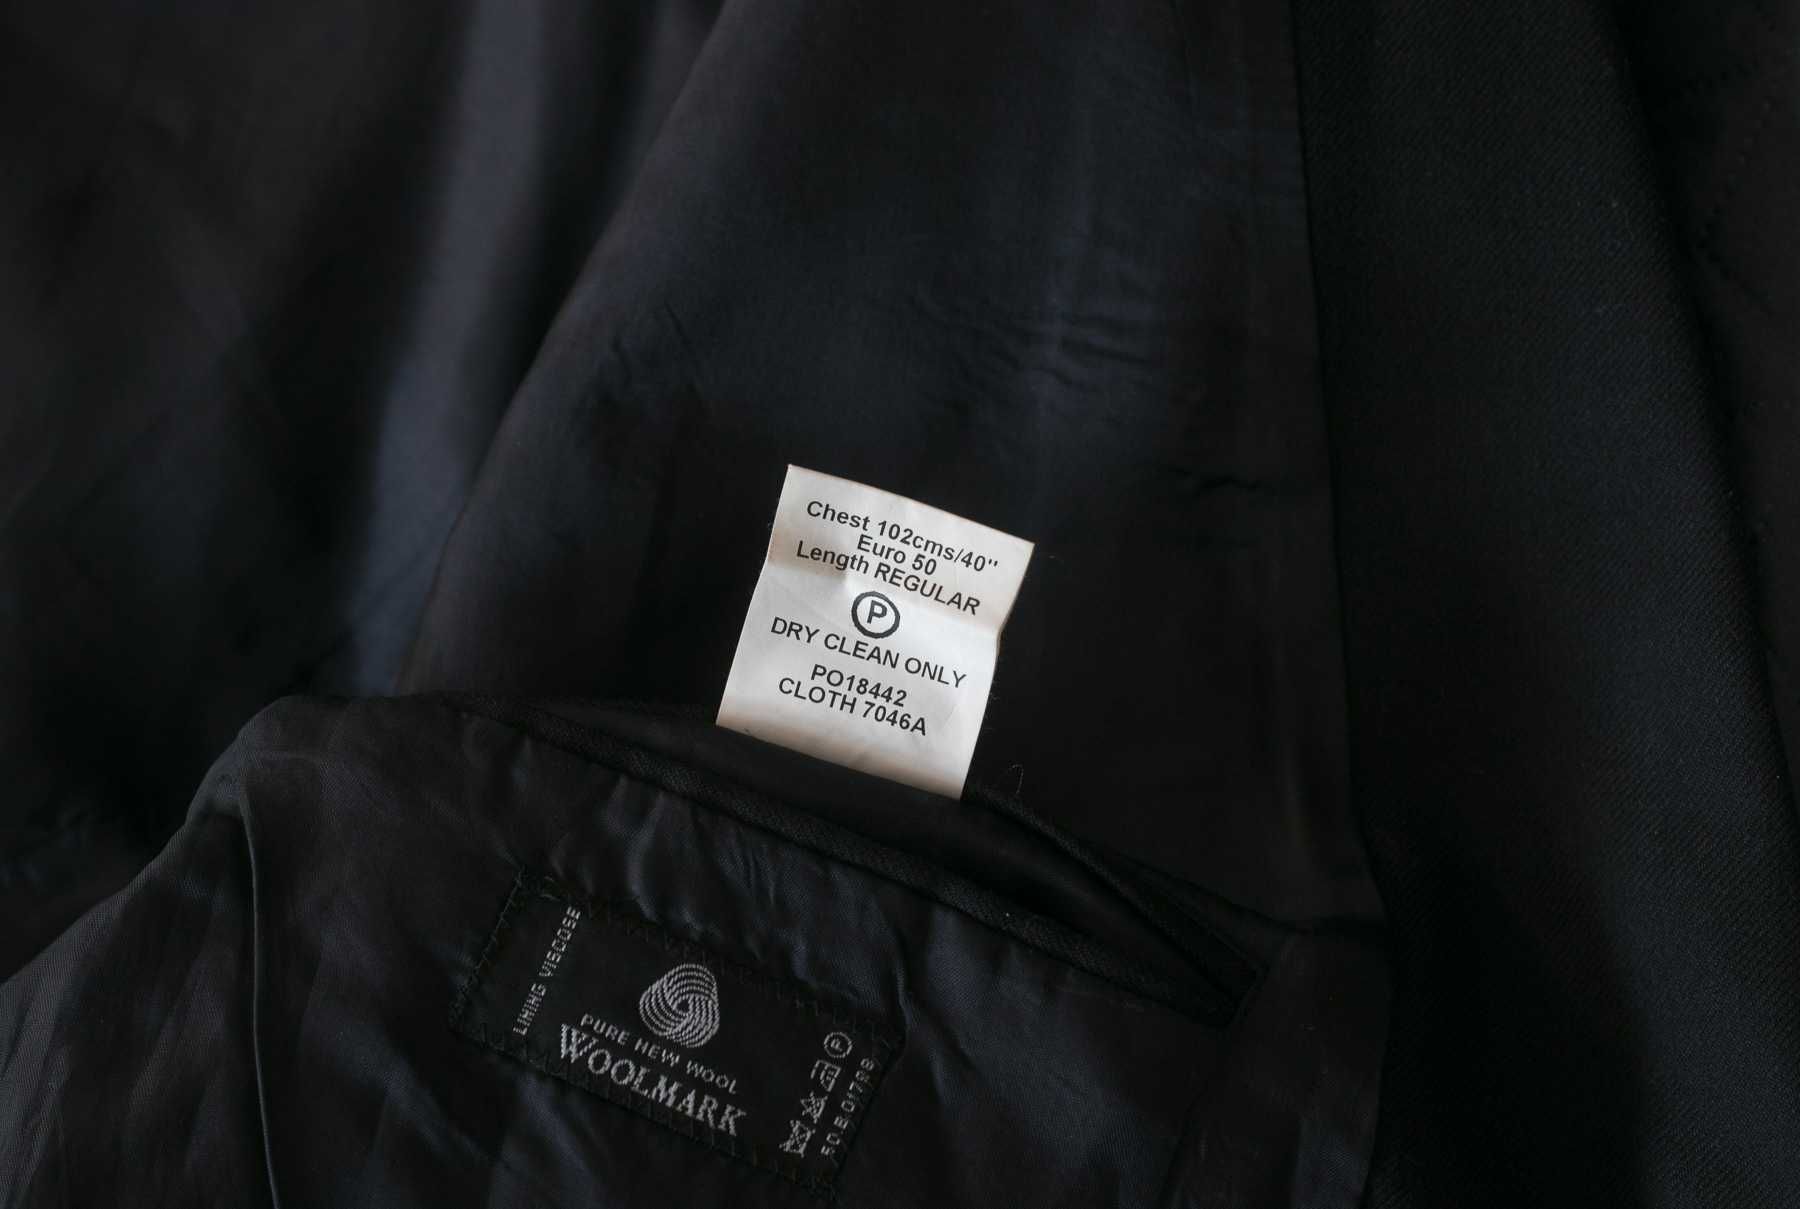 Chest 102cms/40"
Euro 50
Length REGULAR
P
DRY CLEAN ONLY
PO18442
CLOTH 7046A
LINING VISCOSE
PURE NEW WOOL
WOOLMARK
P